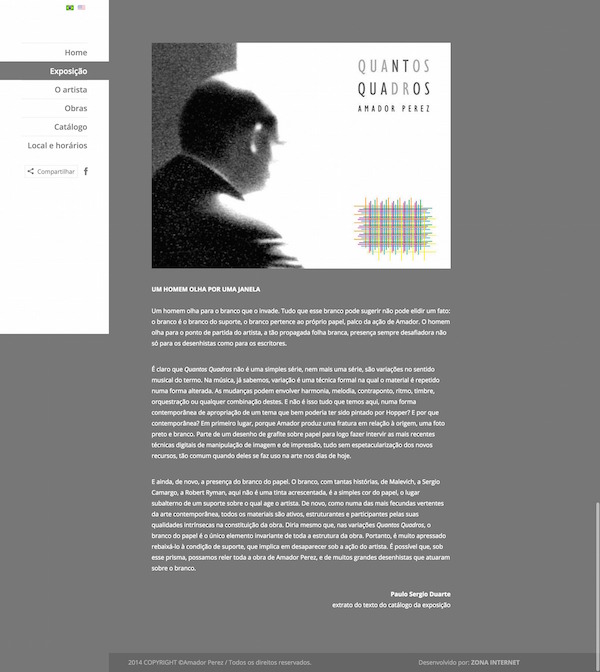 Home
Exposição
O artista
Obras
Catálogo
Local e horários
Compartilhar
QUANTOS
QUADROS
AMADOR PEREZ
UM HOMEM OLHA POR UMA JANELA
Um homem olha para o branco que o invade. Tudo que esse branco pode sugerir não pode elidir um fato:
o branco é o branco do suporte, o branco pertence ao próprio papel, palco da ação de Amador. O homem
olha para o ponto de partida do artista, a tão propagada folha branca, presença sempre desafiadora não
só para os desenhistas como para os escritores.
É claro que Quantos Quadros não é uma simples série, nem mais uma série, são variações no sentido
musical do termo. Na música, já sabemos, variação é uma técnica formal na qual o material é repetido
numa forma alterada. As mudanças podem envolver harmonia, melodia, contraponto, ritmo, timbre,
orquestração ou qualquer combinação destes. E não é isso tudo que temos aqui, numa forma
contemporânea de apropriação de um tema que bem poderia ter sido pintado por Hopper? E por que
contemporânea? Em primeiro lugar, porque Amador produz uma fratura em relação à origem, uma foto
preto e branco. Parte de um desenho de grafite sobre papel para logo fazer intervir as mais recentes
técnicas digitais de manipulação de imagem e de impressão, tudo sem espetacularização dos novos
recursos, tão comum quando deles se faz uso na arte nos dias de hoje.
E ainda, de novo, a presença do branco do papel. O branco, com tantas histórias, de Malevich, a Sergio
Camargo, a Robert Ryman, aqui não é uma tinta acrescentada, é a simples cor do papel, o lugar
subalterno de um suporte sobre o qual age o artista. De novo, como numa das mais fecundas vertentes
da arte contemporânea, todos os materiais são ativos, estruturantes e participantes pelas suas
qualidades intrínsecas na constituição da obra. Diria mesmo que, nas variações Quantos Quadros, o
branco do papel é o único elemento invariante de toda a estrutura da obra. Portanto, é muito apressado
rebaixá-lo à condição de suporte, que implica em desaparecer sob a ação do artista. É possível que, sob
esse prisma, possamos reler toda a obra de Amador Perez, e de muitos grandes desenhistas que atuaram
sobre o branco.
Paulo Sergio Duarte
extrato do texto do catálogo da exposição
2014 COPYRIGHT ©Amador Perez / Todos os direitos reservados.
Desenvolvido por: ZONA INTERNET